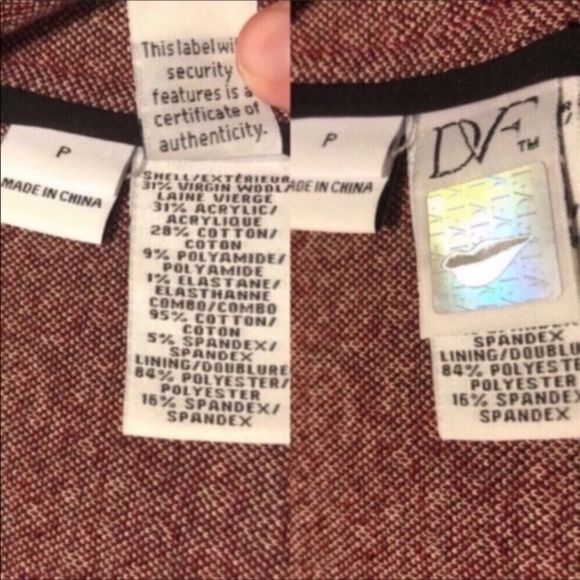 This label wi
security
features is a
certificate of
authenticity.
P
MADE IN CHINA
SHELL/EXTÉRIEUR
31% VIRGIN WOOL/
LAINE VIERGE
31% ACRYLIC/
ACRYLIQUE
28% COTTON/
COTON
9% POLYAMIDE/
POLYAMIDE
1% ELASTANE/
ELASTHANNE
COMBO/COMBO
95% COTTON/
COTON
5% SPANDEX/
SPANDEX
LINING/DOUBLURE
84% POLYESTER/
POLYESTER
16% SPANDEX/
SPANDEX
P
ADE IN CHINA
DVF TM
SPANDEX
LINING/DOUBLU
84% POLYESTE
POLYESTER
16% SPANDEX
SPANDEX